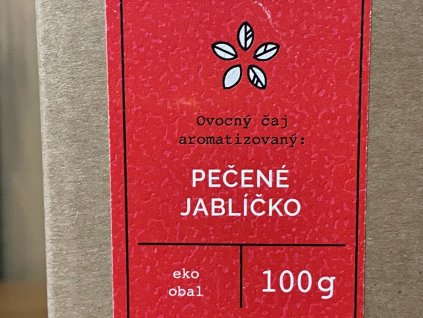 Ovocný čaj
aromatizovaný:
PEČENÉ
JABLÍČKO
eko
obal
100g